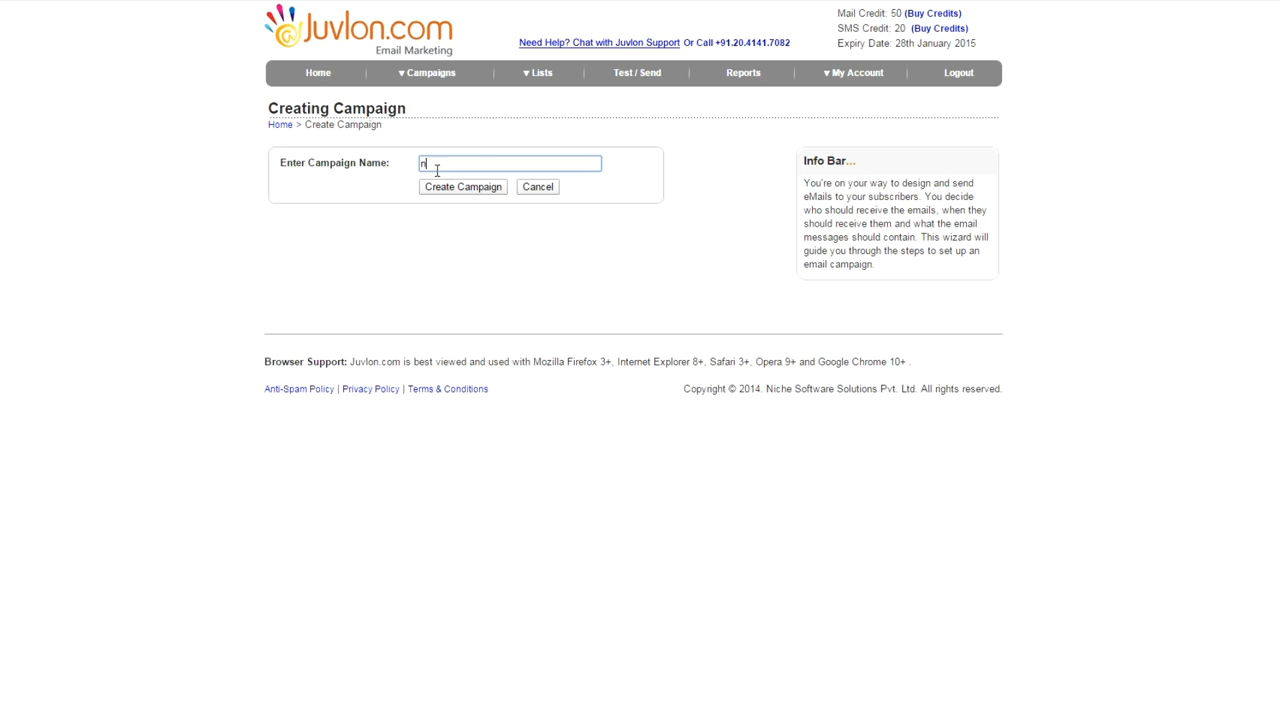 Juvlon.com
Email Marketing
Need Help? Chat with Juvlon Support Or Call +91.20.4141.7082
Mail Credit: 50 (Buy Credits)
SMS Credit: 20 (Buy Credits)
Expiry Date: 28th January 2015
Home ▼ Campaigns ▼ Lists Test / Send Reports ▼ My Account Logout
Creating Campaign
Home > Create Campaign
Enter Campaign Name: n
Create Campaign Cancel
Info Bar...
You're on your way to design and send
eMails to your subscribers. You decide
who should receive the emails, when they
should receive them and what the email
messages should contain. This wizard will
guide you through the steps to set up an
email campaign.
Browser Support: Juvlon.com is best viewed and used with Mozilla Firefox 3+, Internet Explorer 8+, Safari 3+, Opera 9+ and Google Chrome 10+ .
Anti-Spam Policy | Privacy Policy | Terms & Conditions
Copyright © 2014. Niche Software Solutions Pvt. Ltd. All rights reserved.